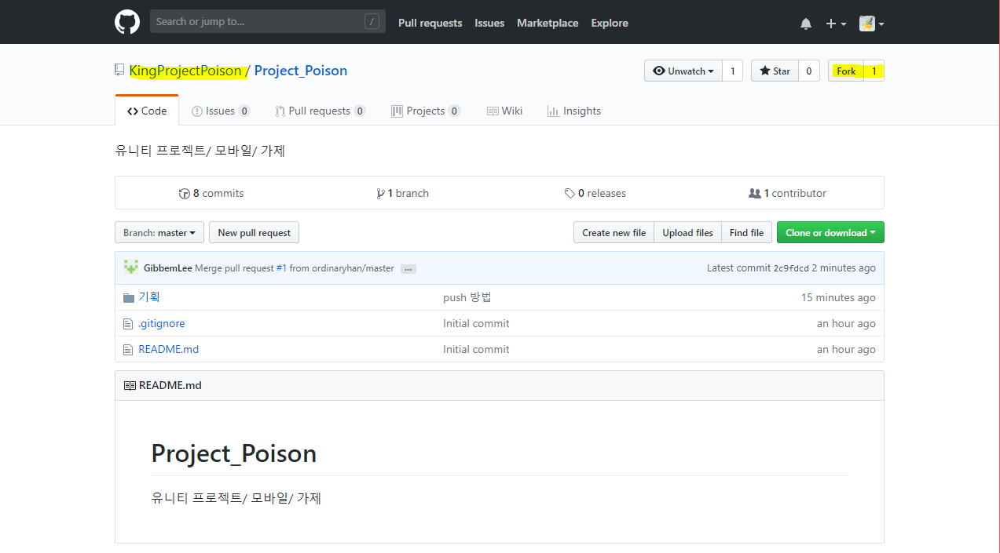 Search or jump to... / Pull requests Issues Marketplace Explore
KingProjectPoison / Project_Poison Unwatch 1 Star 0 Fork 1
Code Issues 0 Pull requests 0 Projects 0 Wiki Insights
유니티 프로젝트/ 모바일/ 가제
8 commits 1 branch 0 releases 1 contributor
Branch: master New pull request Create new file Upload files Find file Clone or download
GibbemLee Merge pull request #1 from ordinaryhan/master ... Latest commit 2c9fdcd 2 minutes ago
기획 push 방법 15 minutes ago
.gitignore Initial commit an hour ago
README.md Initial commit an hour ago
README.md
Project_Poison
유니티 프로젝트/ 모바일/ 가제